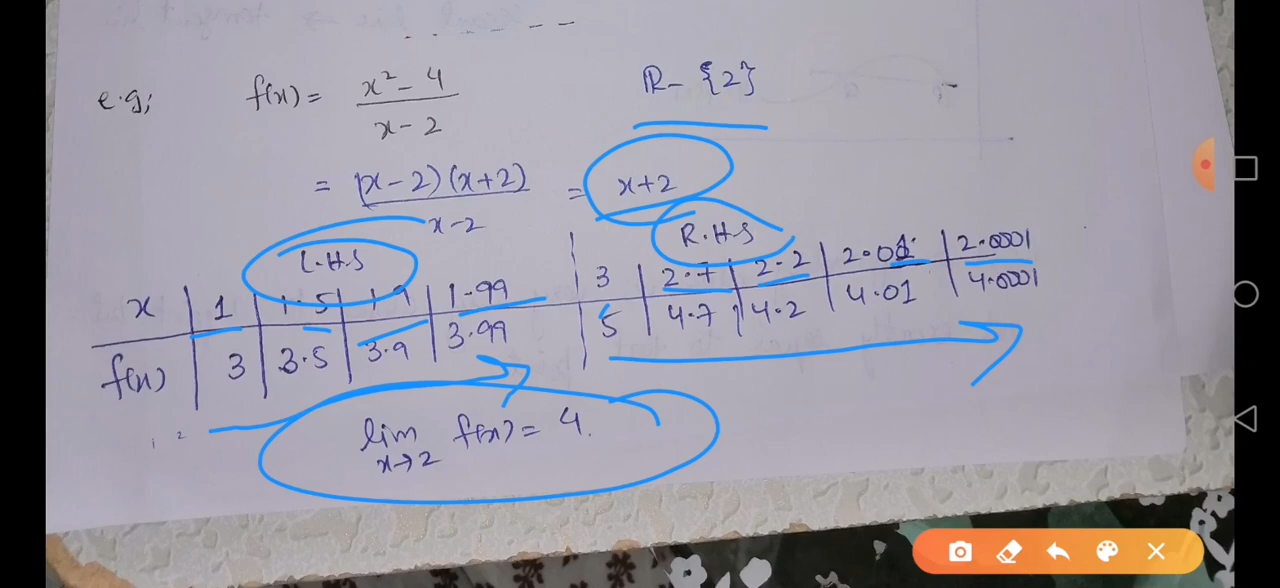 e.g; f(x) = x² - 4 / x - 2 R - {2}
= (x-2)(x+2) / x-2 = x+2
L.H.S R.H.S
x | 1 | 1.5 | 1.9 | 1.99 | 3 | 2.7 | 2.2 | 2.01 | 2.0001
f(x) | 3 | 3.5 | 3.9 | 3.99 | 5 | 4.7 | 4.2 | 4.01 | 4.0001
lim x→2 f(x) = 4.